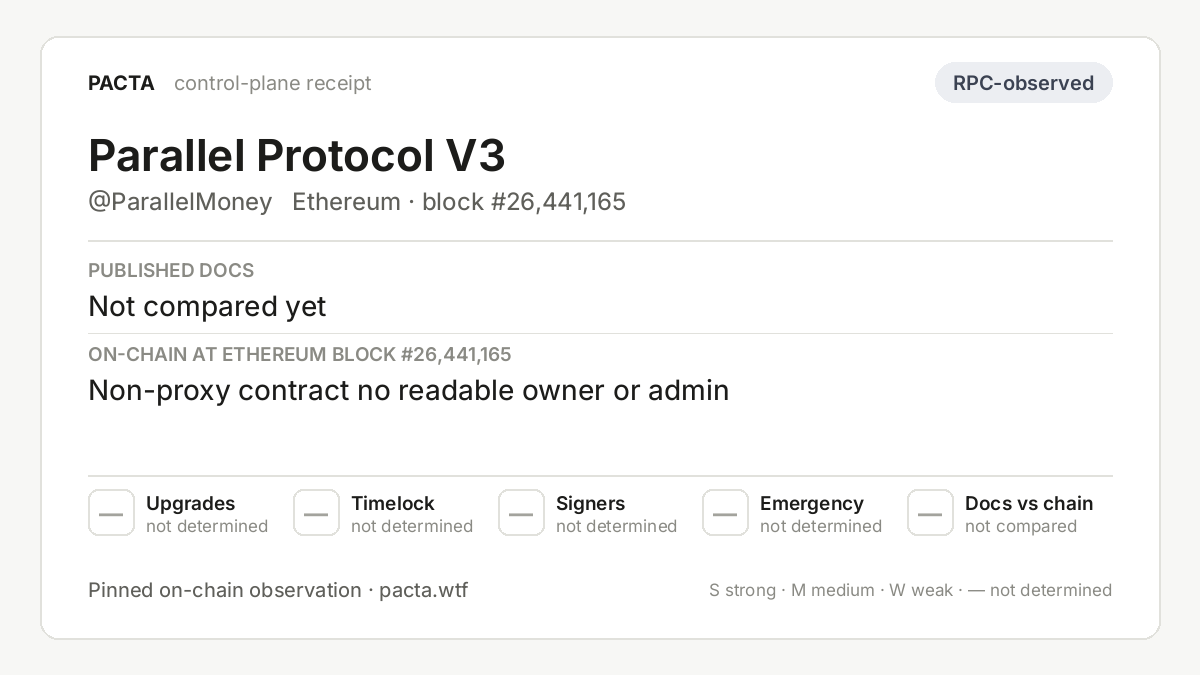 PACTA control-plane receipt RPC-observed
Parallel Protocol V3
@ParallelMoney Ethereum · block #26,441,165
PUBLISHED DOCS
Not compared yet
ON-CHAIN AT ETHEREUM BLOCK #26,441,165
Non-proxy contract no readable owner or admin
— Upgrades — Timelock — Signers — Emergency — Docs vs chain
not determined not determined not determined not determined not compared
Pinned on-chain observation · pacta.wtf S strong · M medium · W weak · — not determined